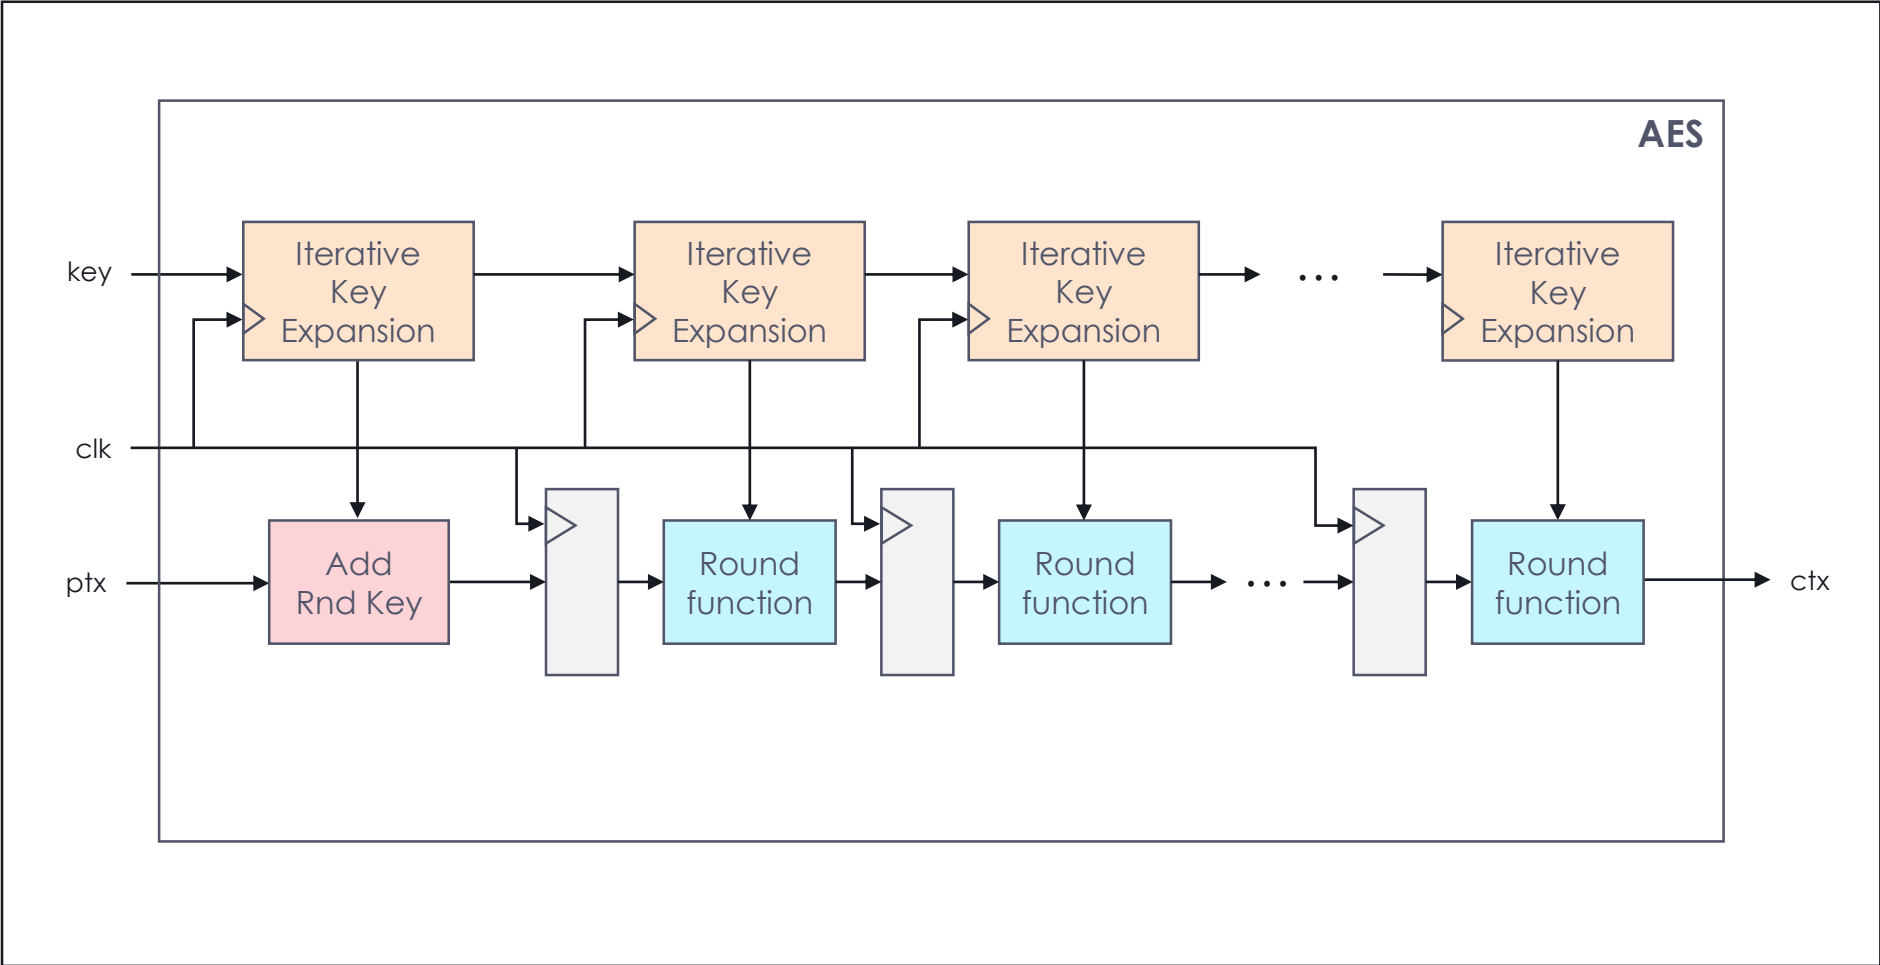 AES
key
Iterative
Key
Expansion
Iterative
Key
Expansion
Iterative
Key
Expansion
...
Iterative
Key
Expansion
clk
ptx
Add
Rnd Key
Round
function
Round
function
...
Round
function
ctx